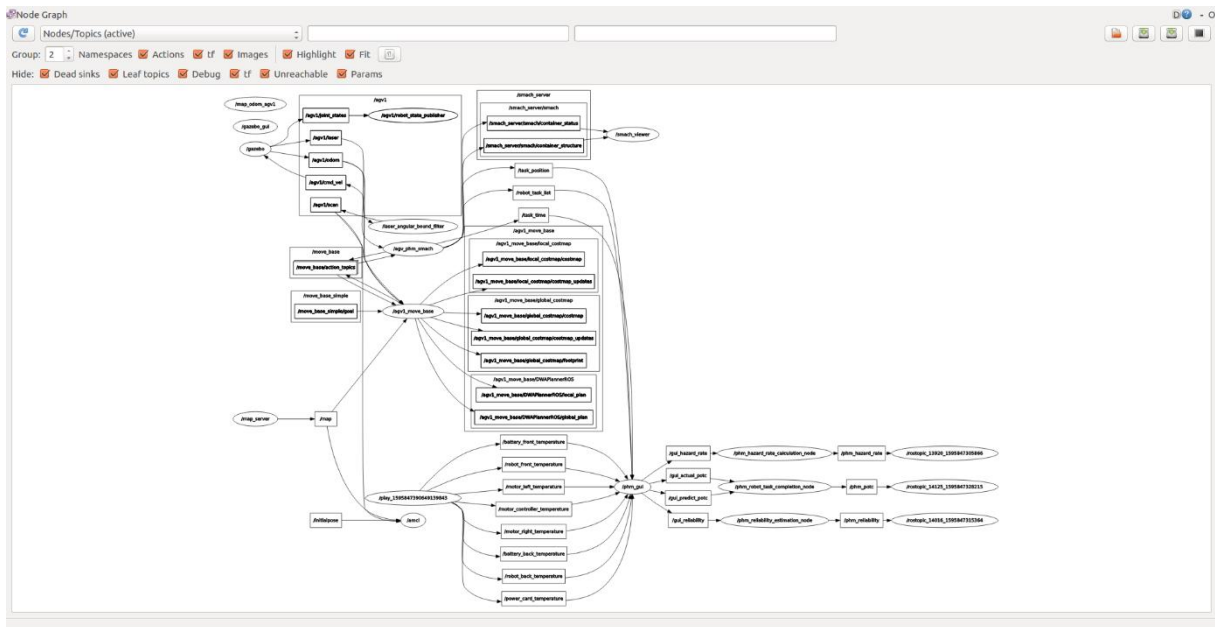 Node Graph
D - O
Nodes/Topics (active)
Group: 2 Namespaces Actions tf Images Highlight Fit
Hide: Dead sinks Leaf topics Debug tf Unreachable Params
/map_odom_agv1
/gazebo_gui
/gazebo
/agv1
/agv1/joint_states
/agv1/robot_state_publisher
/agv1/laser
/agv1/odom
/agv1/cmd_vel
/agv1/scan
/laser_angular_bound_filter
/agv_phm_smach
/smach_server
/smach_server/smach
/smach_server/smach/container_status
/smach_server/smach/container_structure
/smach_viewer
/task_position
/robot_task_list
/task_time
/move_base
/move_base/action_topics
/move_base_simple
/move_base_simple/goal
/agv1_move_base
/agv1_move_base
/agv1_move_base/local_costmap
/agv1_move_base/local_costmap/costmap
/agv1_move_base/local_costmap/costmap_updates
/agv1_move_base/global_costmap
/agv1_move_base/global_costmap/costmap
/agv1_move_base/global_costmap/costmap_updates
/agv1_move_base/global_costmap/footprint
/agv1_move_base/DWAPlannerROS
/agv1_move_base/DWAPlannerROS/local_plan
/agv1_move_base/DWAPlannerROS/global_plan
/map_server
/map
/initialpose
/amcl
/battery_front_temperature
/robot_front_temperature
/motor_left_temperature
/motor_controller_temperature
/motor_right_temperature
/battery_back_temperature
/robot_back_temperature
/power_card_temperature
/phm_gui
/gui_hazard_rate
/phm_hazard_rate_calculation_node
/phm_hazard_rate
/gui_actual_potc
/gui_predict_potc
/phm_robot_task_completion_node
/phm_potc
/gui_reliability
/phm_reliability_estimation_node
/phm_reliability